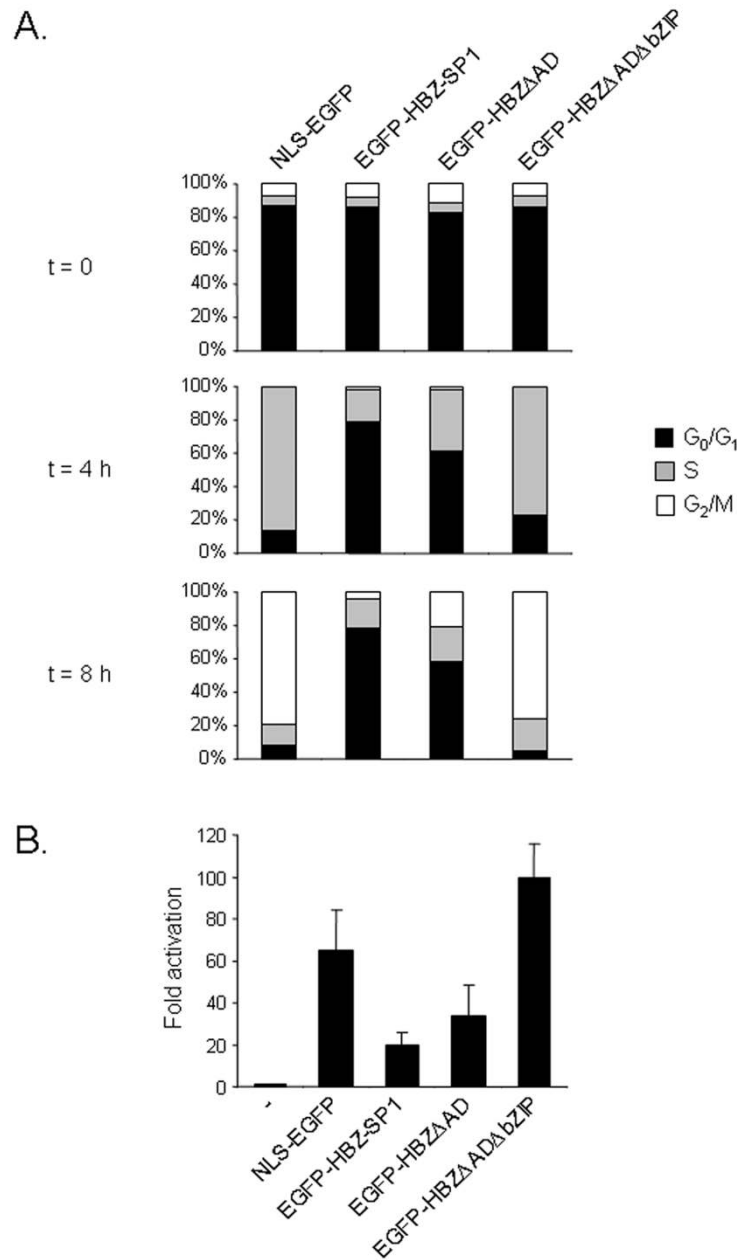 A.
NLS-EGFP
EGFP-HBZ-SP1
EGFP-HBZΔAD
EGFP-HBZΔADΔbZIP
t = 0
100%
80%
60%
40%
20%
0%
t = 4 h
100%
80%
60%
40%
20%
0%
G0/G1
S
G2/M
t = 8 h
100%
80%
60%
40%
20%
0%
B.
Fold activation
120
100
80
60
40
20
0
-
NLS-EGFP
EGFP-HBZ-SP1
EGFP-HBZΔAD
EGFP-HBZΔADΔbZIP